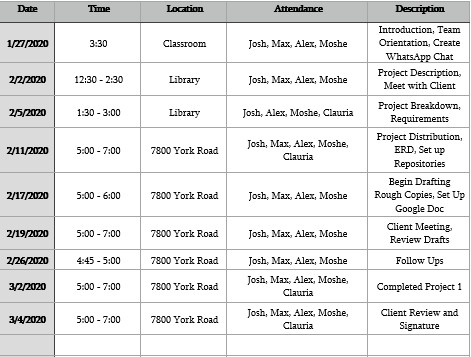 Date Time Location Attendance Description
1/27/2020 3:30 Classroom Josh, Max, Alex, Moshe Introduction, Team
Orientation, Create
WhatsApp Chat
2/2/2020 12:30 - 2:30 Library Josh, Max, Alex, Moshe Project Description,
Meet with Client
2/5/2020 1:30 - 3:00 Library Josh, Max, Alex, Moshe, Clauria Project Breakdown,
Requirements
2/11/2020 5:00 - 7:00 7800 York Road Josh, Max, Alex, Moshe,
Clauria Project Distribution,
ERD, Set up
Repositories
2/17/2020 5:00 - 6:00 7800 York Road Josh, Max, Alex, Moshe Begin Drafting
Rough Copies, Set Up
Google Doc
2/19/2020 5:00 - 7:00 7800 York Road Josh, Max, Alex, Moshe Client Meeting,
Review Drafts
2/26/2020 4:45 - 5:00 7800 York Road Josh, Max, Alex, Moshe Follow Ups
3/2/2020 5:00 - 7:00 7800 York Road Josh, Max, Alex, Moshe,
Clauria Completed Project 1
3/4/2020 5:00 - 7:00 7800 York Road Josh, Max, Alex, Moshe,
Clauria Client Review and
Signature